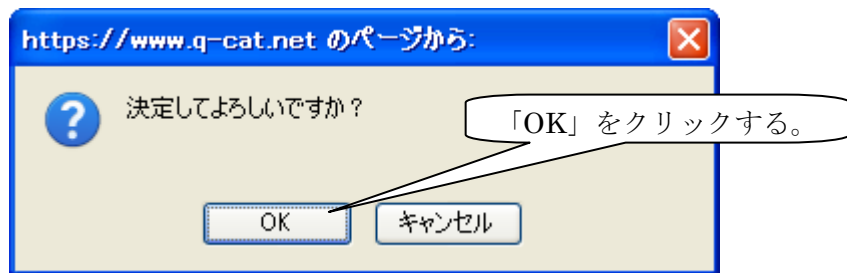 https://www.q-cat.net のページから:
決定してよろしいですか？
「OK」をクリックする。
OK
キャンセル